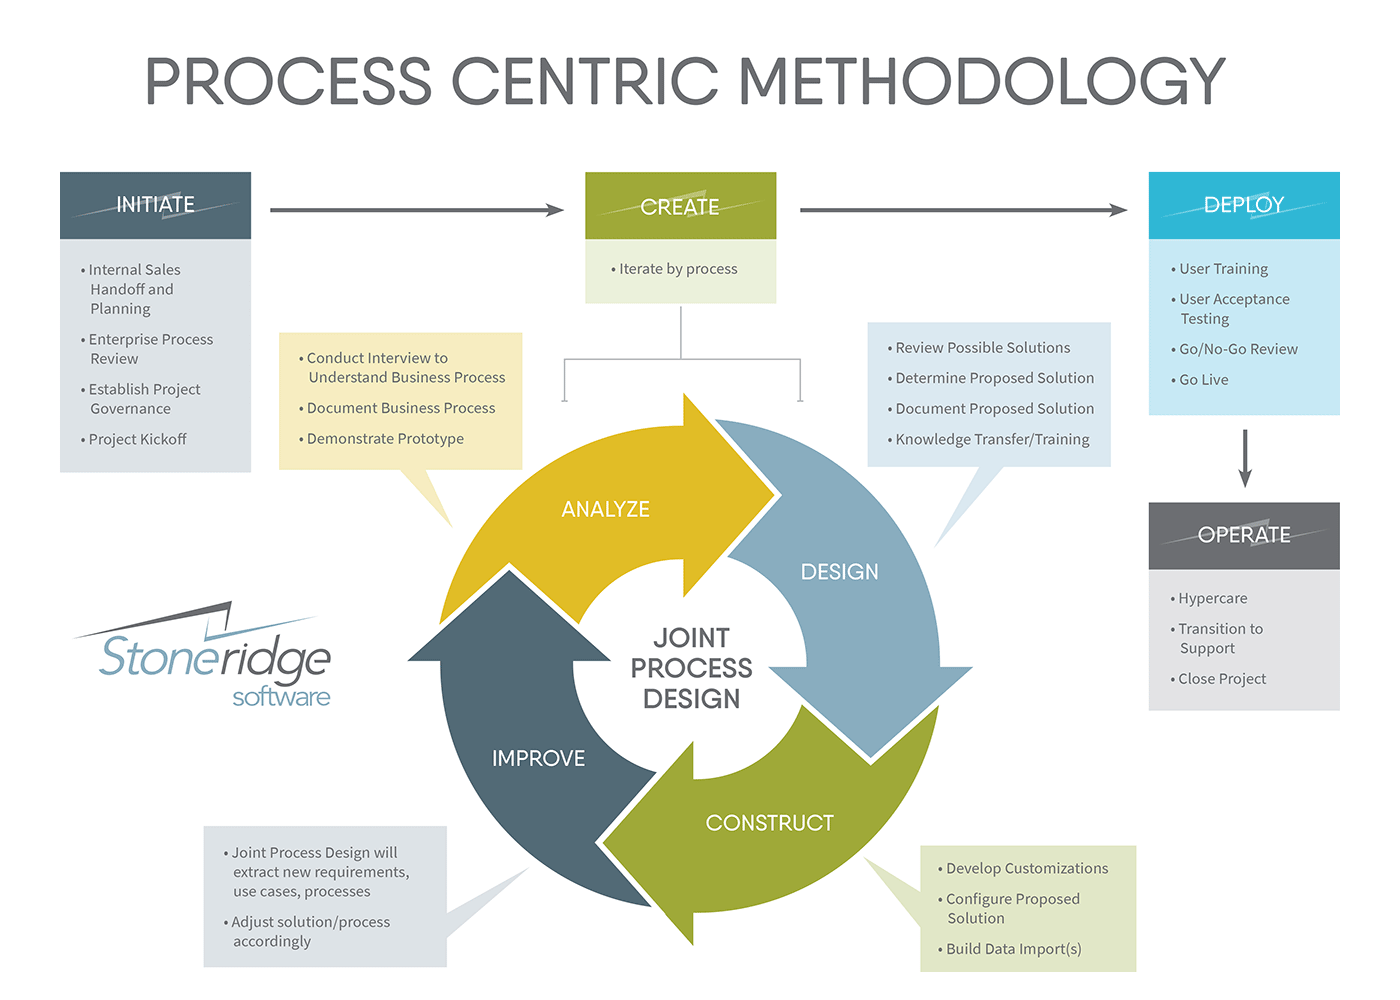 PROCESS CENTRIC METHODOLOGY
INITIATE
• Internal Sales
Handoff and
Planning
• Enterprise Process
Review
• Establish Project
Governance
• Project Kickoff
CREATE
• Iterate by process
DEPLOY
• User Training
• User Acceptance
Testing
• Go/No-Go Review
• Go Live
OPERATE
• Hypercare
• Transition to
Support
• Close Project
• Conduct Interview to
Understand Business Process
• Document Business Process
• Demonstrate Prototype
• Review Possible Solutions
• Determine Proposed Solution
• Document Proposed Solution
• Knowledge Transfer/Training
ANALYZE
DESIGN
CONSTRUCT
IMPROVE
JOINT
PROCESS
DESIGN
Stoneridge
software
• Joint Process Design will
extract new requirements,
use cases, processes
• Adjust solution/process
accordingly
• Develop Customizations
• Configure Proposed
Solution
• Build Data Import(s)